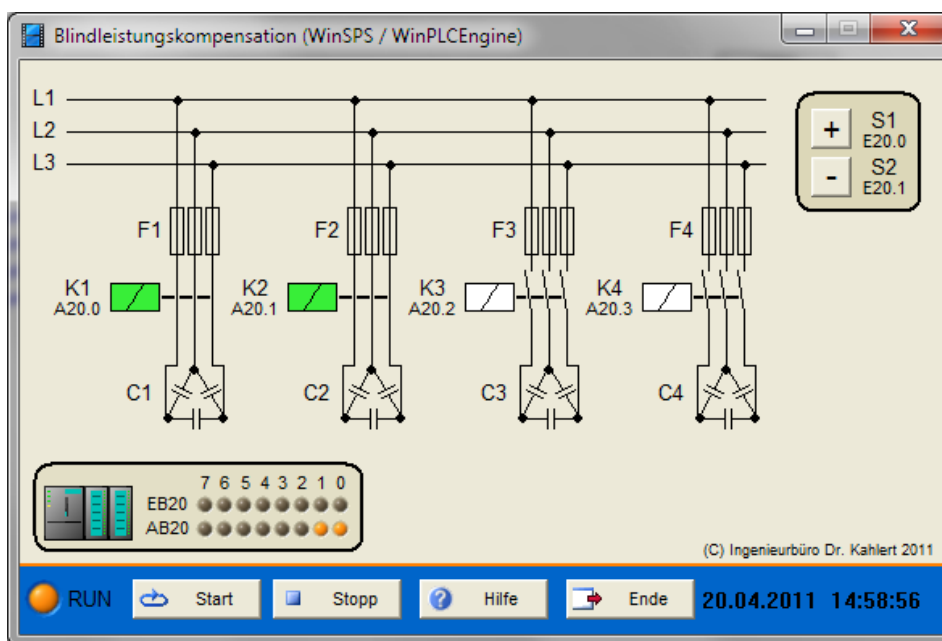 Blindleistungskompensation (WinSPS / WinPLCEngine)
L1
L2
L3
+ S1
E20.0
- S2
E20.1
F1 F2 F3 F4
K1 K2 K3 K4
A20.0 A20.1 A20.2 A20.3
C1 C2 C3 C4
7 6 5 4 3 2 1 0
EB20
AB20
(C) Ingenieurbüro Dr. Kahlert 2011
RUN Start Stopp Hilfe Ende 20.04.2011 14:58:56